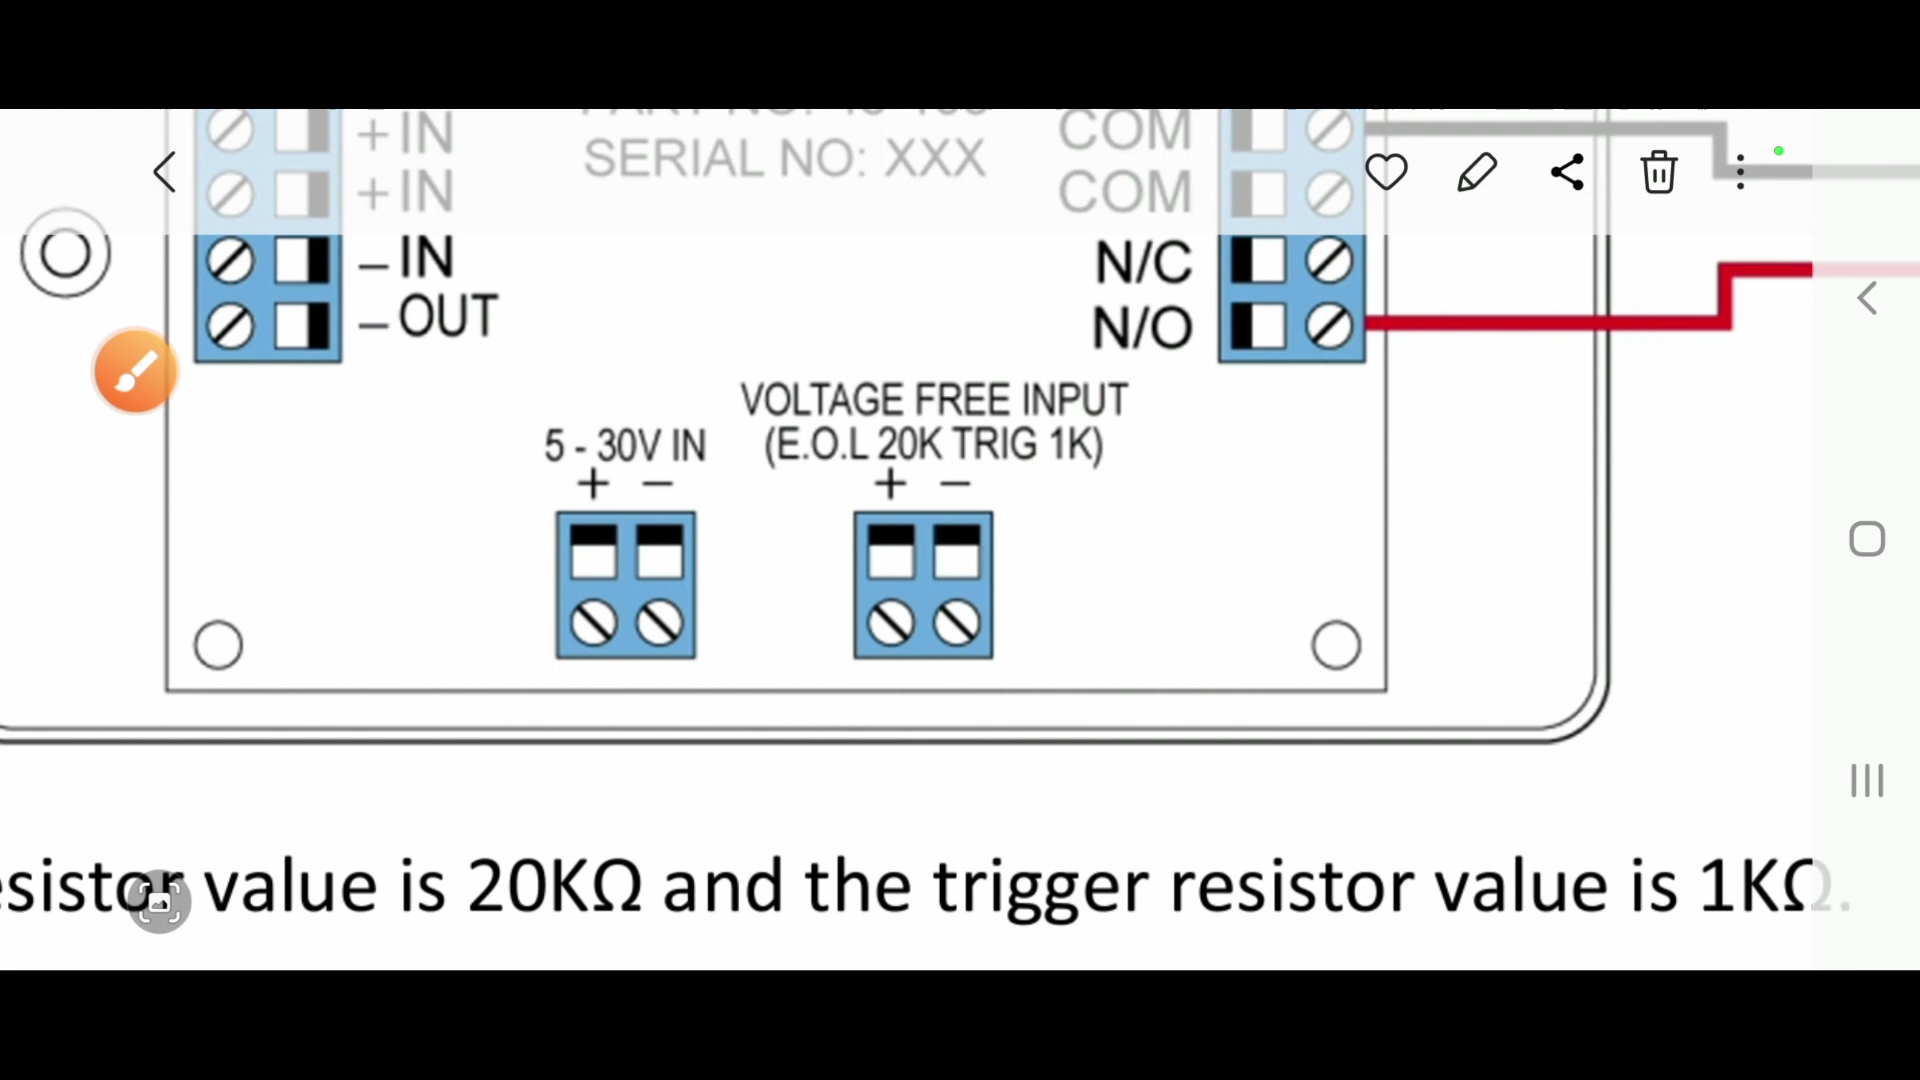 + IN
SERIAL NO: XXX
COM
+ IN
COM
– IN
N/C
– OUT
N/O
VOLTAGE FREE INPUT
5 - 30V IN
(E.O.L 20K TRIG 1K)
+ –
+ –
value is 20KΩ and the trigger resistor value is 1KΩ.